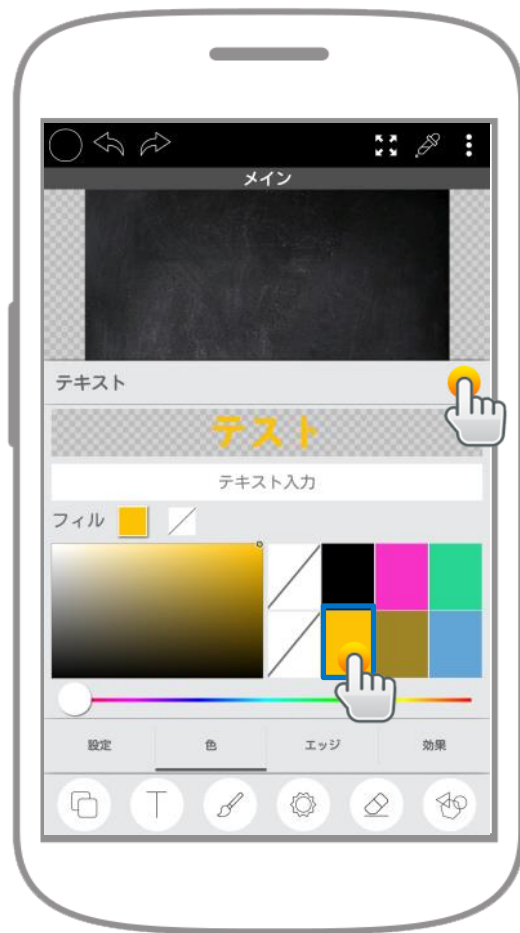 メイン
テキスト
テスト
テキスト入力
フィル
設定 色 エッジ 効果